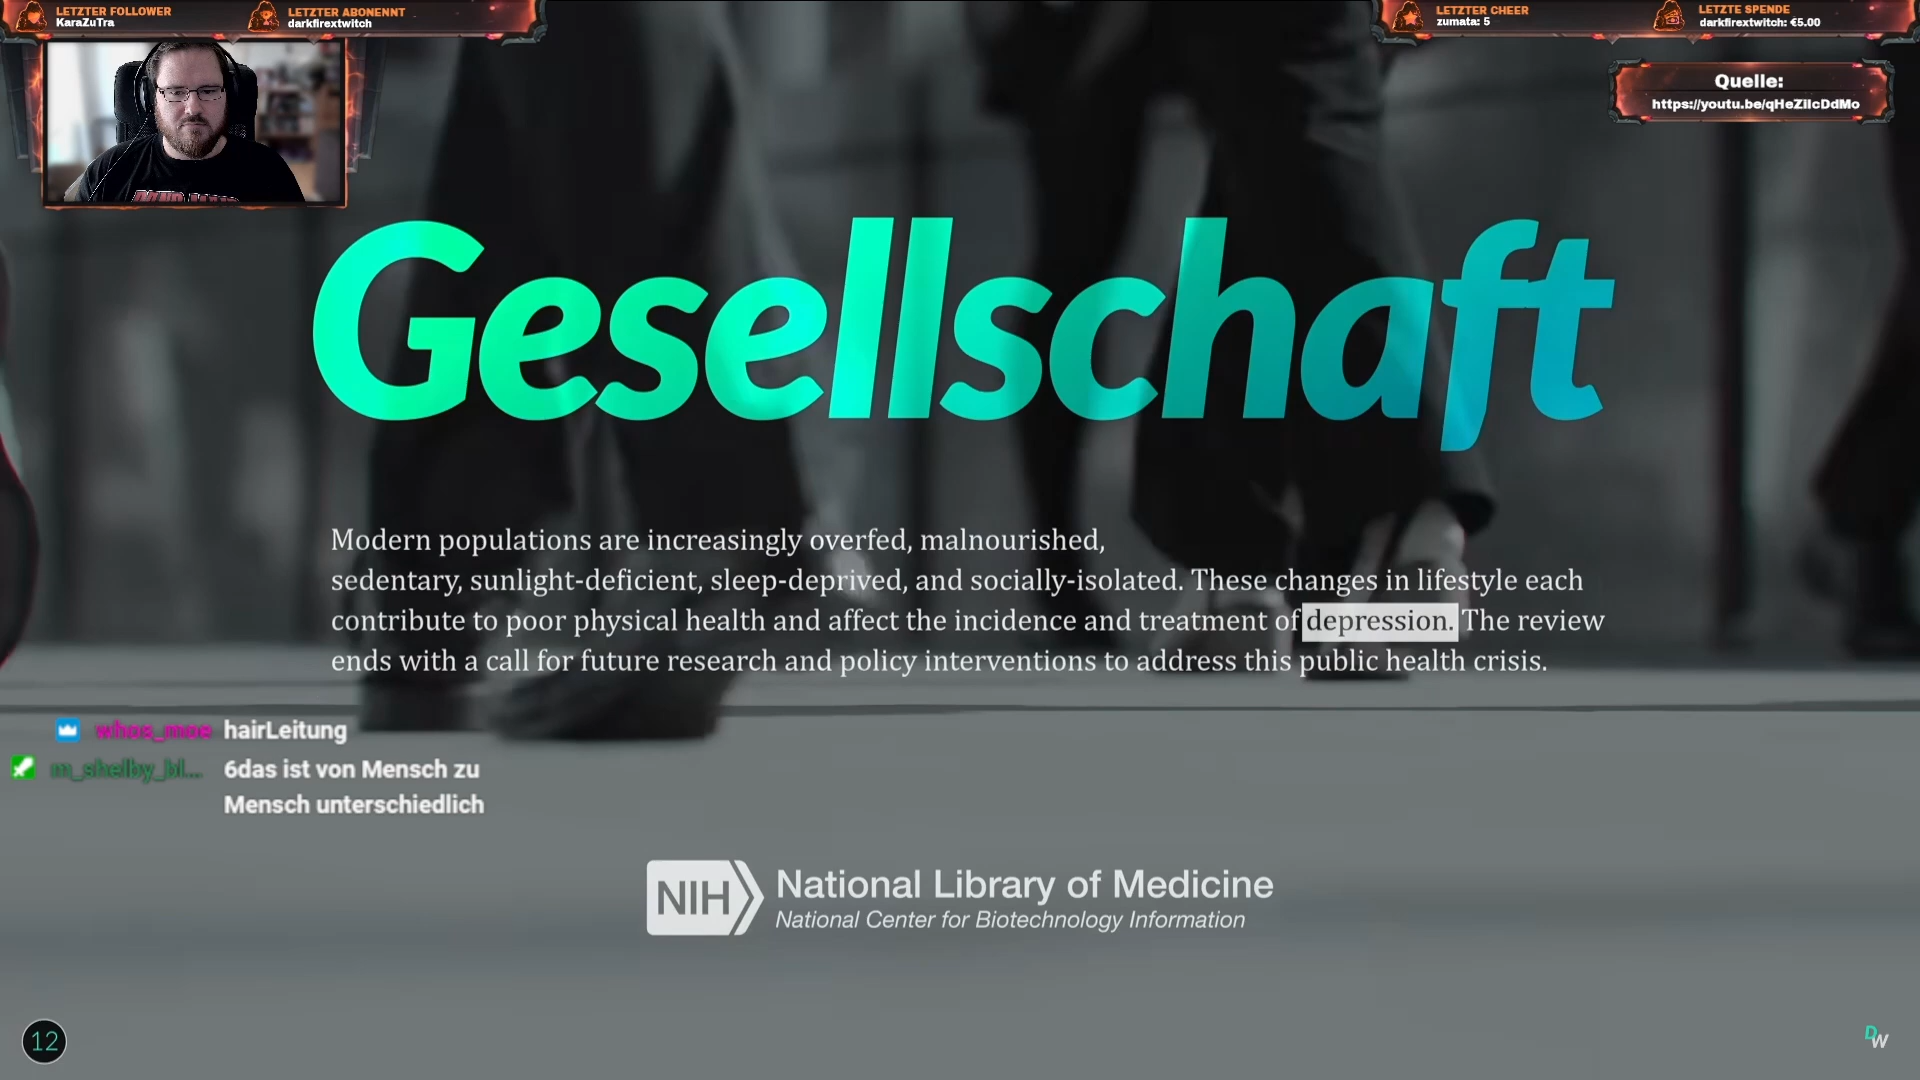 LETZTER FOLLOWER
KaraZuTra
LETZTER ABONENNT
darkfirextwitch
LETZTER CHEER
zumata: 5
LETZTE SPENDE
darkfirextwitch: €5.00
Quelle:
https://youtu.be/qHeZiIcDdMo
Gesellschaft
Modern populations are increasingly overfed, malnourished,
sedentary, sunlight-deficient, sleep-deprived, and socially-isolated. These changes in lifestyle each
contribute to poor physical health and affect the incidence and treatment of depression. The review
ends with a call for future research and policy interventions to address this public health crisis.
whos_moe hairLeitung
m_shelby_bl... 6das ist von Mensch zu
Mensch unterschiedlich
NIH National Library of Medicine
National Center for Biotechnology Information
12
DW